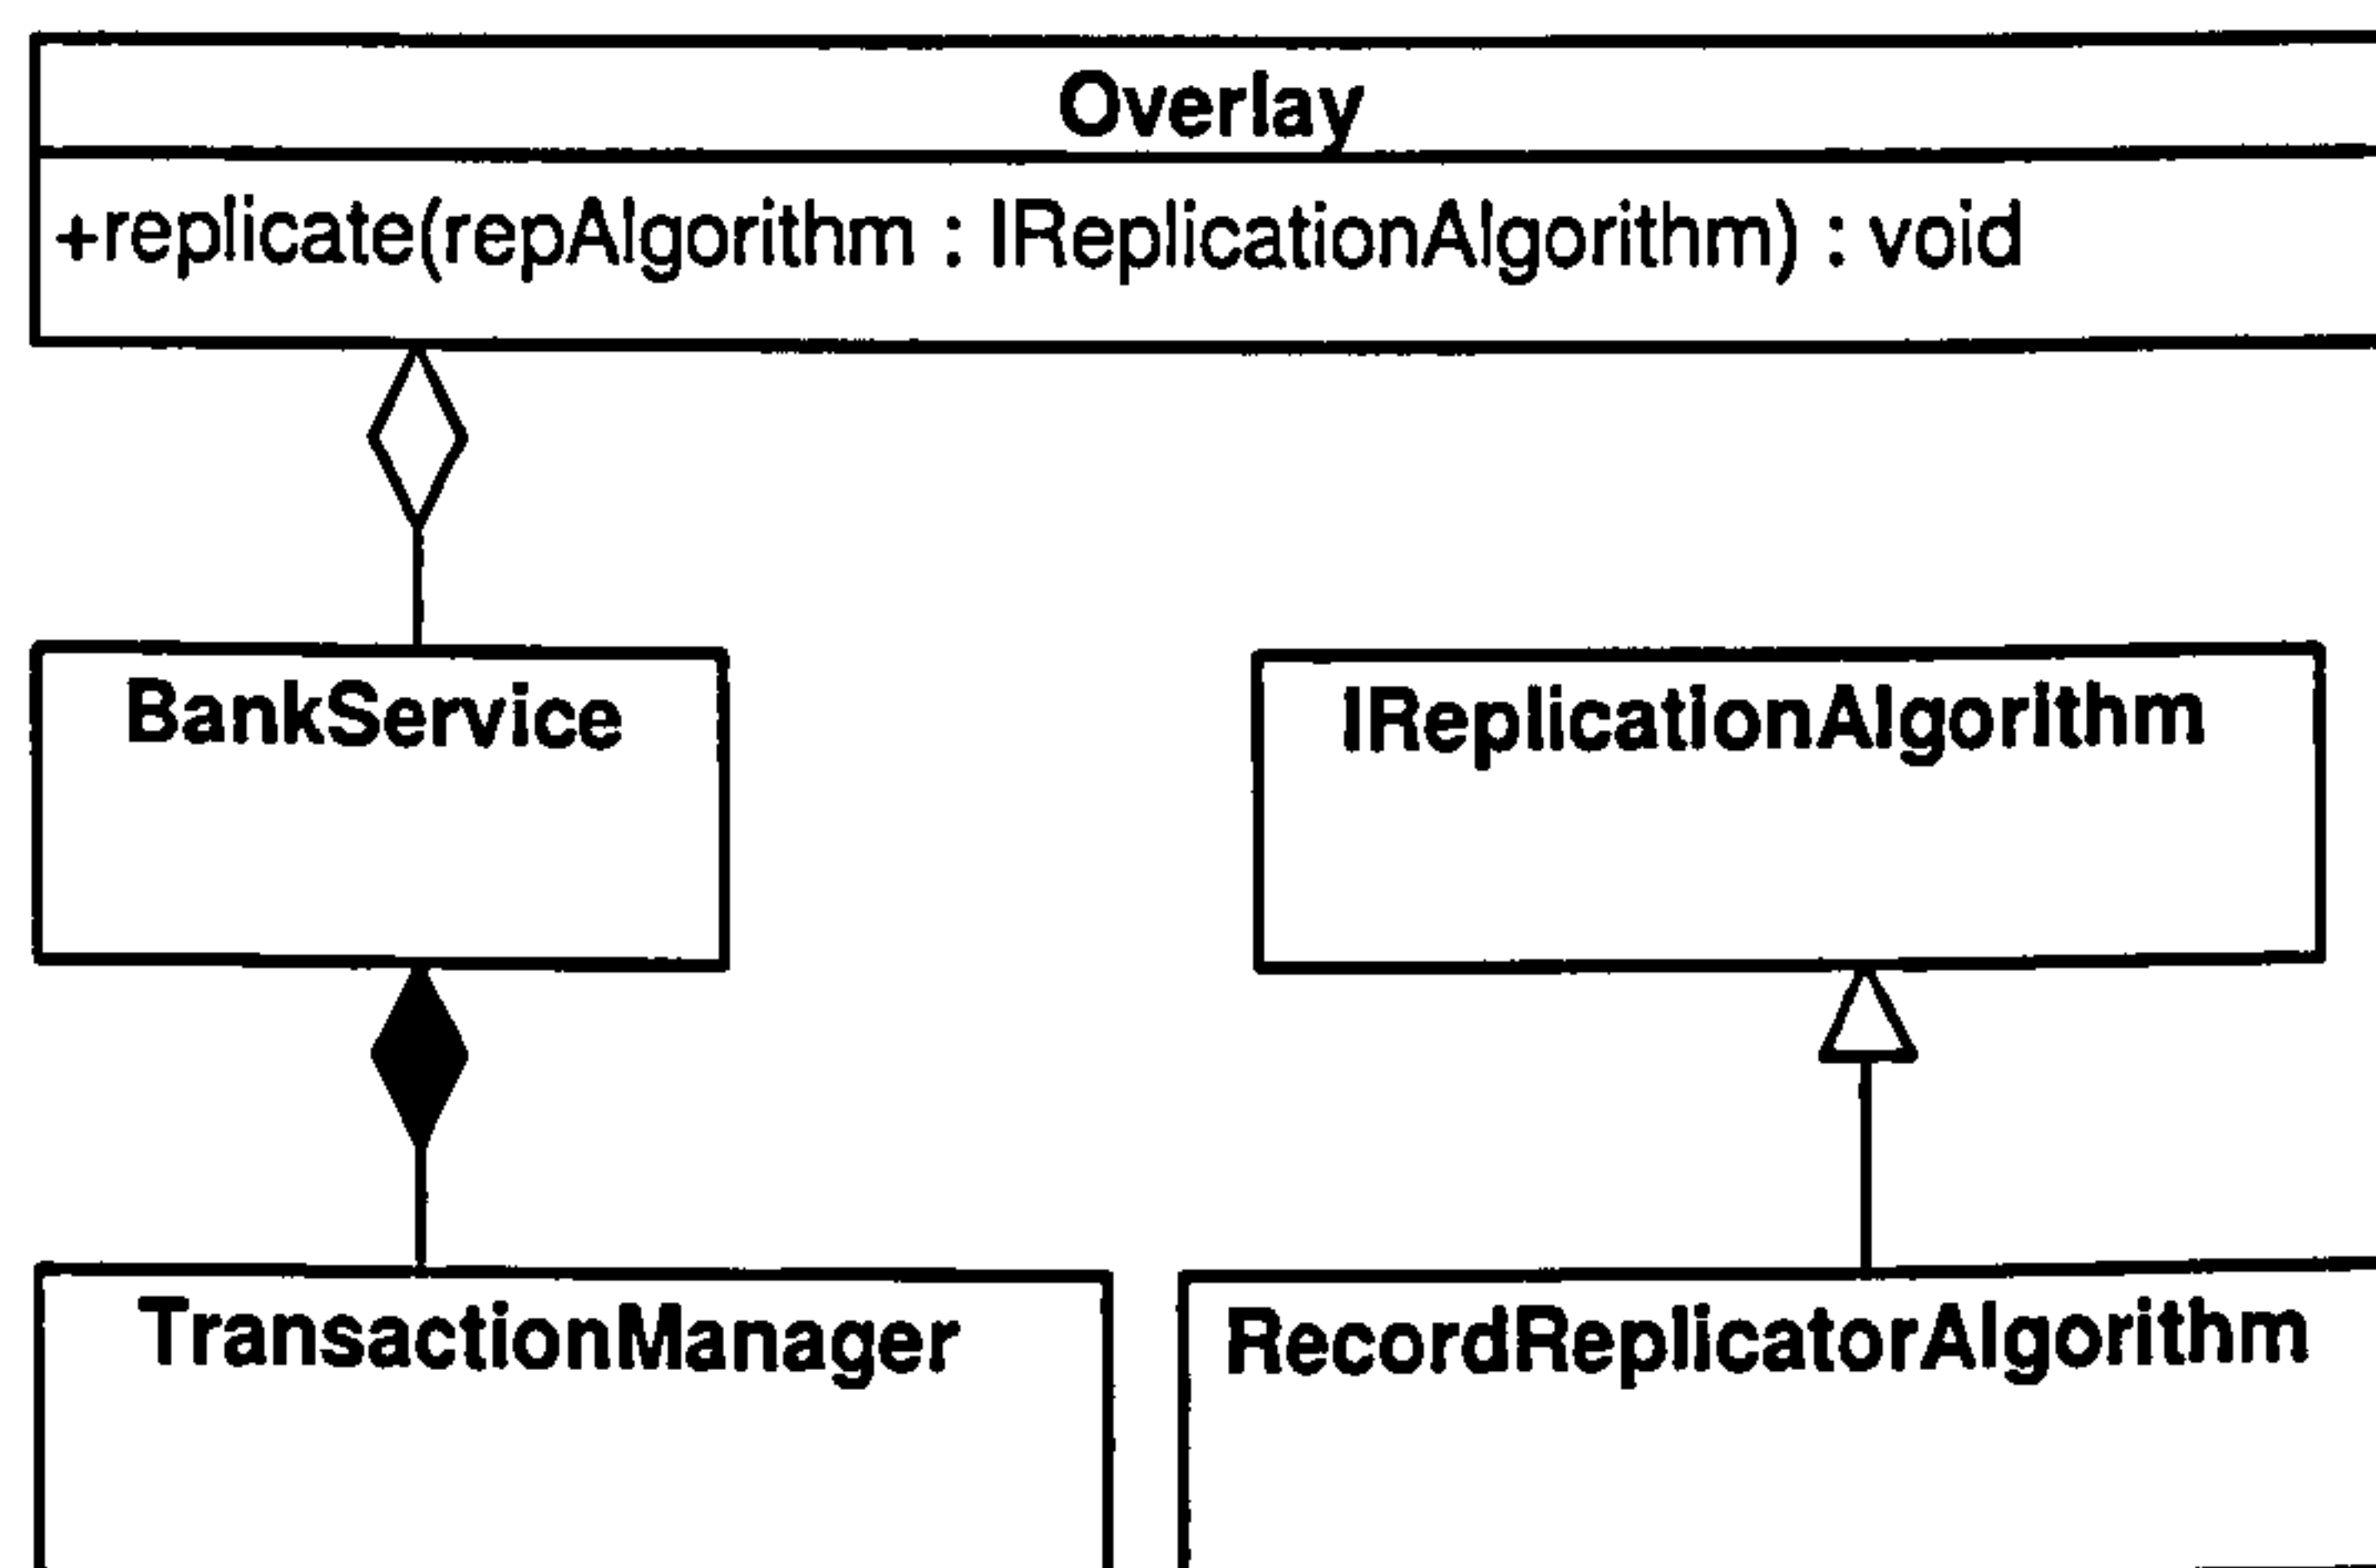 Overlay
+replicate(repAlgorithm : IReplicationAlgorithm) : void
BankService
IReplicationAlgorithm
TransactionManager
RecordReplicatorAlgorithm